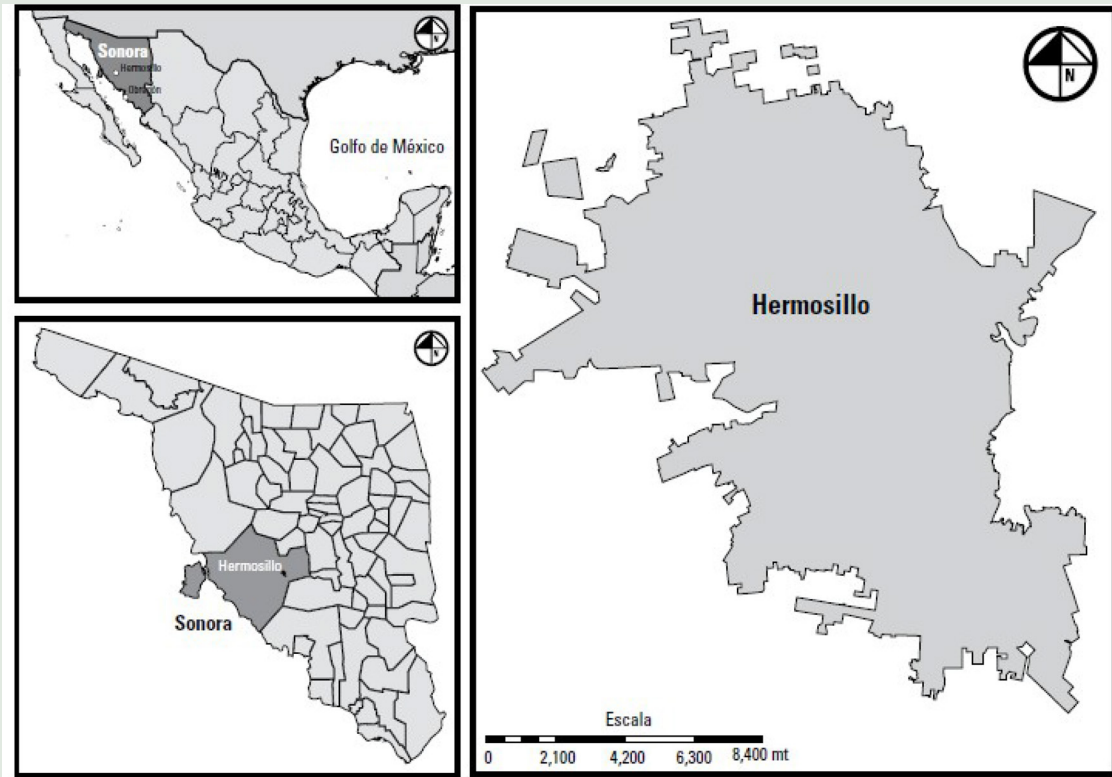 Sonora
Hermosillo
Obregón
Golfo de México
N
Hermosillo
Sonora
N
Hermosillo
N
Escala
0 2,100 4,200 6,300 8,400 mt